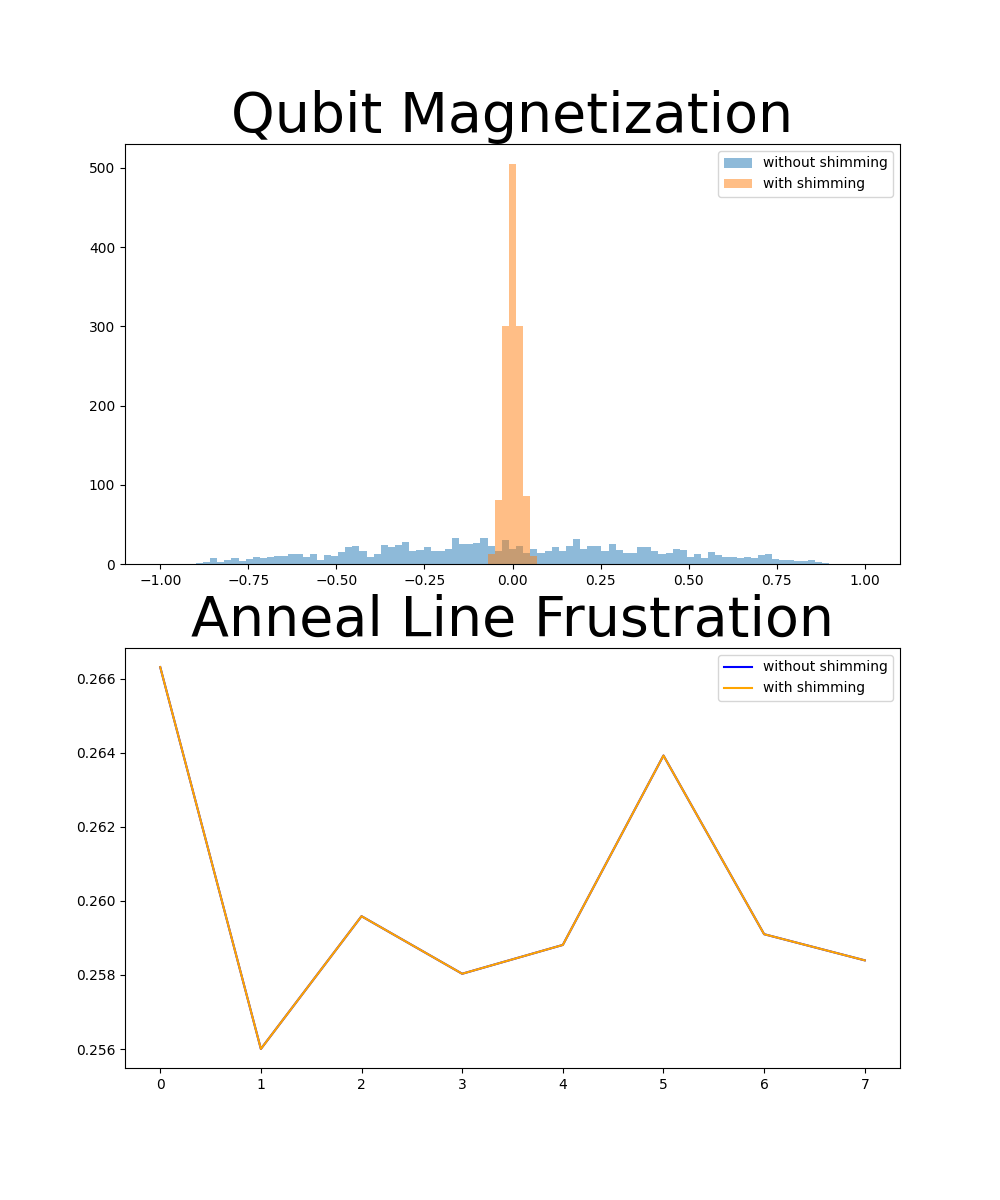 Qubit Magnetization
without shimming
with shimming
500
400
300
200
100
0
−1.00 −0.75 −0.50 −0.25 0.00 0.25 0.50 0.75 1.00
Anneal Line Frustration
without shimming
with shimming
0.266
0.264
0.262
0.260
0.258
0.256
0 1 2 3 4 5 6 7